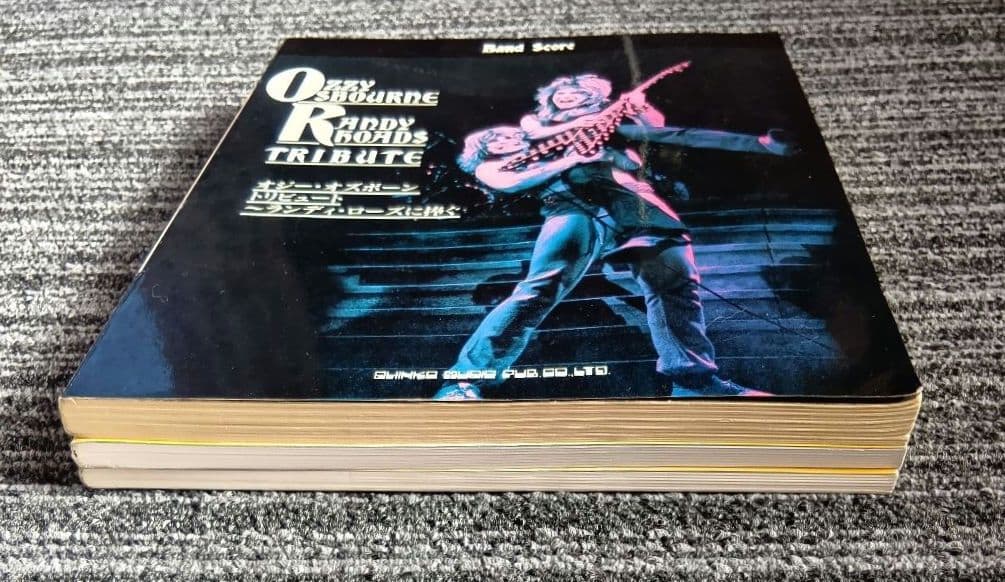 Band Score
OZZY
OSBOURNE
RANDY
RHOADS
TRIBUTE
オジー・オズボーン
トリビュート
～ランディ・ローズに捧ぐ
SHINKO MUSIC PUB.CO.,LTD.